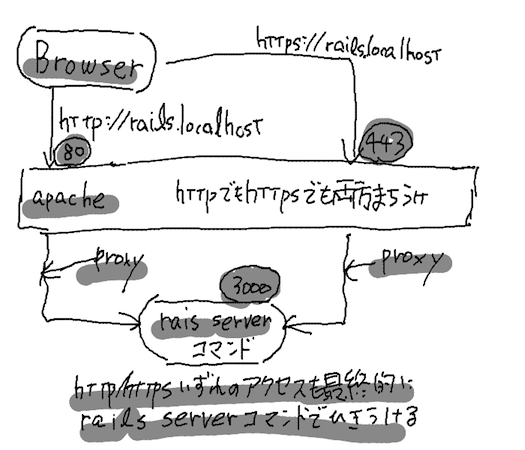 https://rails.localhost
Browser
http://rails.localhost
80
443
apache
httpでもhttpsでも両方まちうけ
proxy
proxy
3000
rais server
コマンド
http/httpsいずれのアクセスも最終的に
rails serverコマンドでひきうける